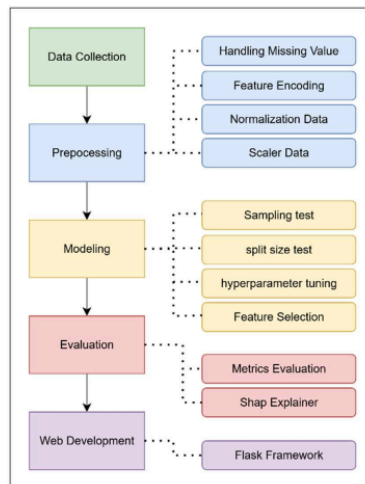 Data Collection
Handling Missing Value
Feature Encoding
Normalization Data
Scaler Data
Prepocessing
Sampling test
split size test
hyperparameter tuning
Feature Selection
Modeling
Evaluation
Metrics Evaluation
Shap Explainer
Web Development
Flask Framework